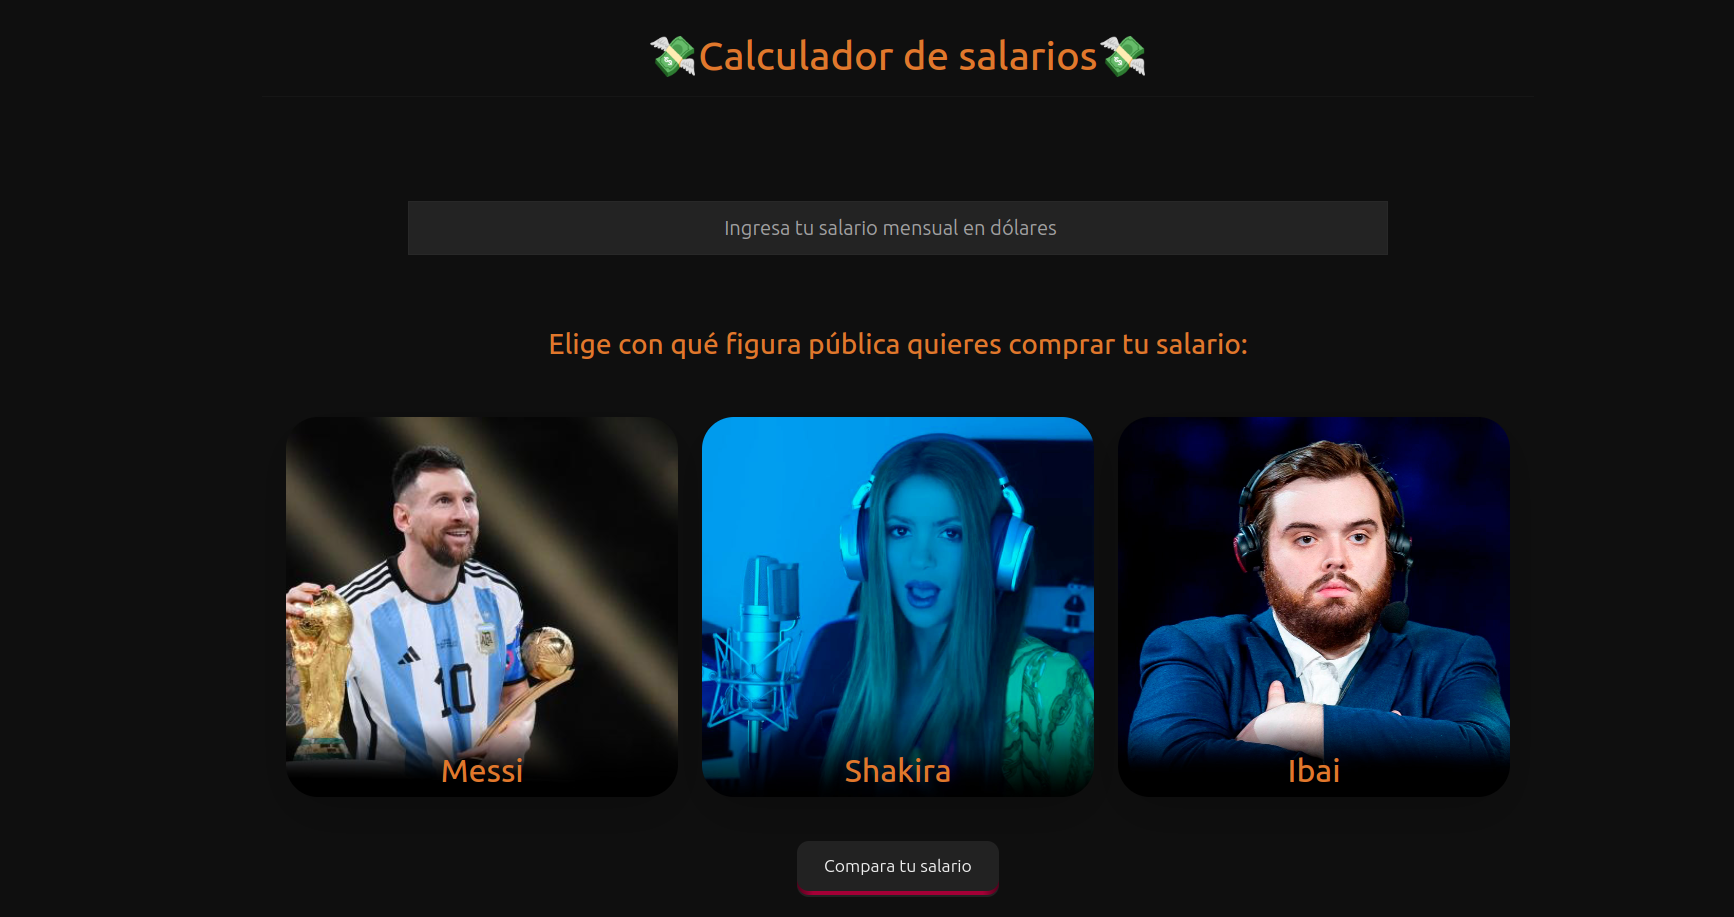 💸Calculador de salarios💸
Ingresa tu salario mensual en dólares
Elige con qué figura pública quieres comprar tu salario:
10
Messi
Shakira
Ibai
Compara tu salario